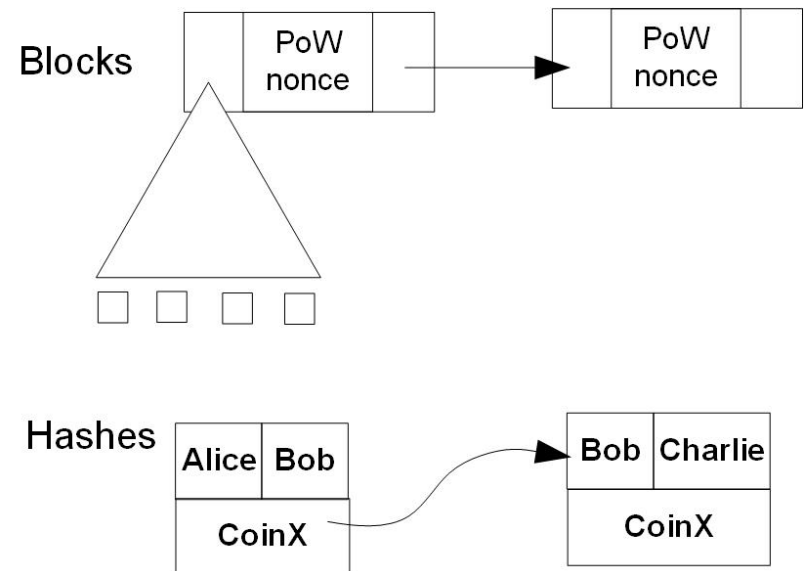 Blocks
PoW
nonce
PoW
nonce
Hashes
Alice Bob
CoinX
Bob Charlie
CoinX